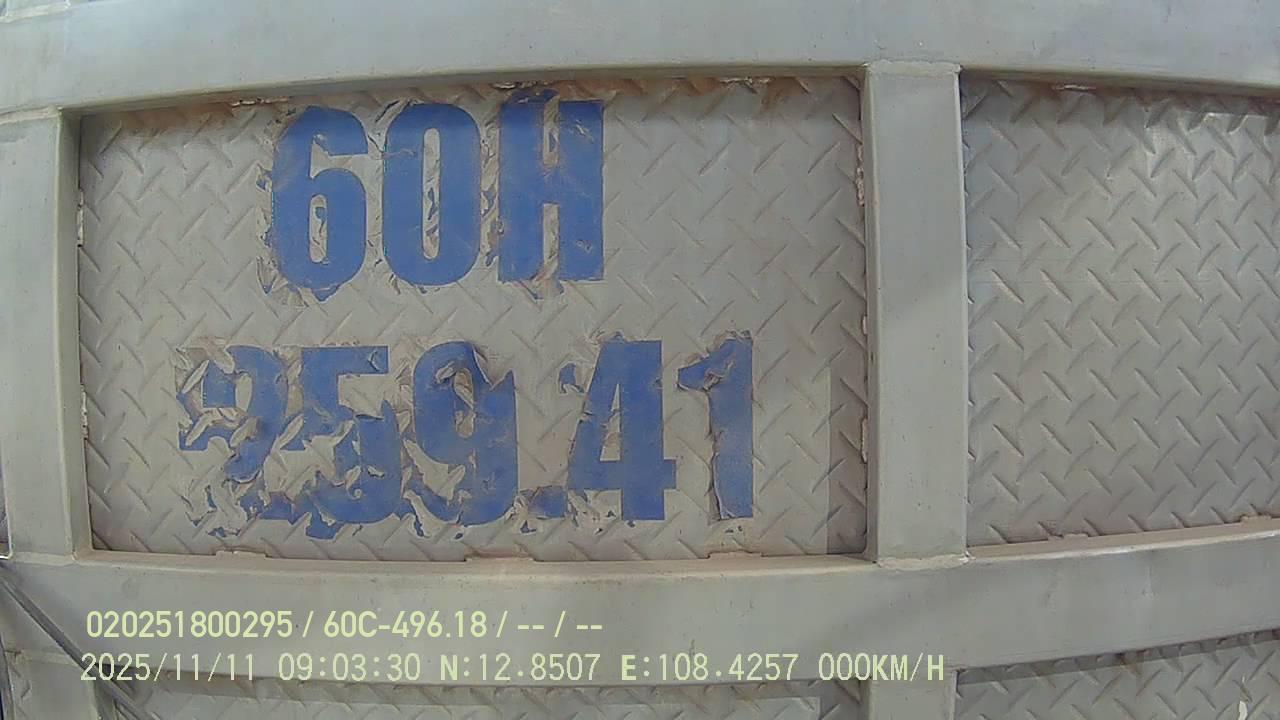 60H
259.41
020251800295 / 60C-496.18 / -- / --
2025/11/11 09:03:30 N:12.8507 E:108.4257 000KM/H